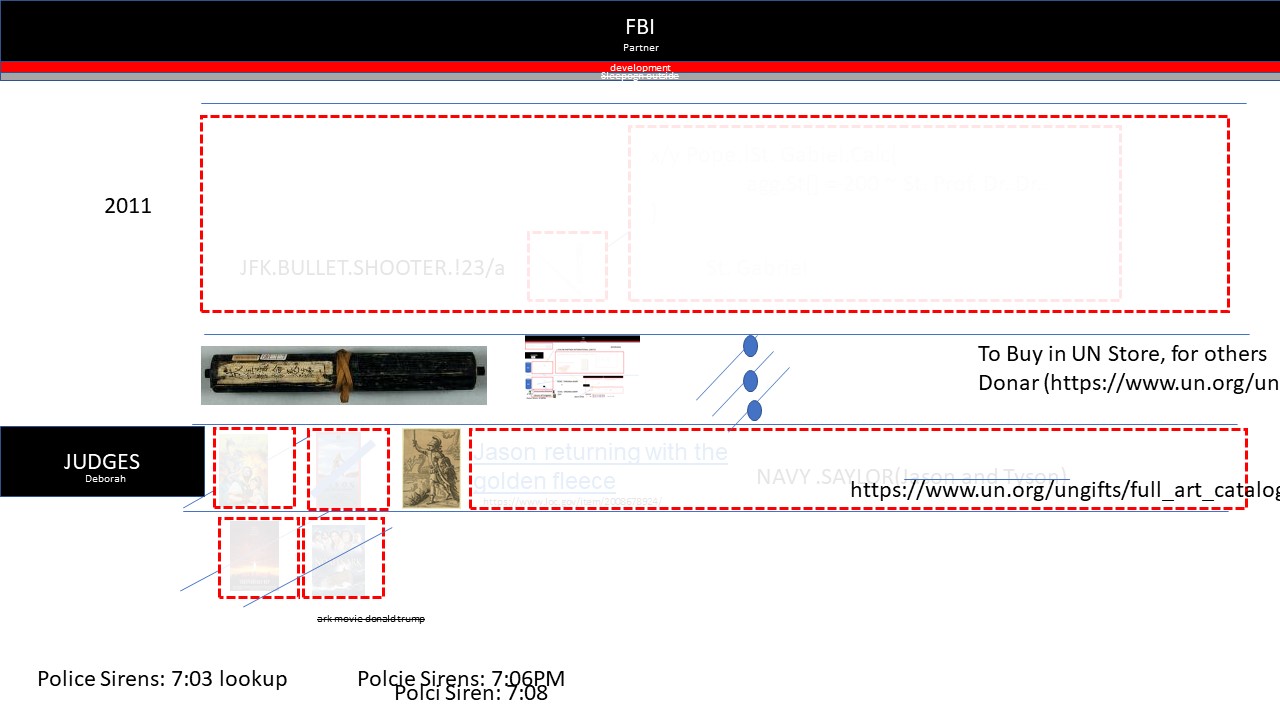 FBI
Partner
development
Sleepogn outside
2011
JFK.BULLET.SHOOTER.!23/a
To Buy in UN Store, for others
Donar (https://www.un.org/un
JUDGES
Deborah
Jason returning with the
golden fleece
https://www.loc.gov/item/2008678924/
NAVY .SAYLOR(Jason and Tyson)
https://www.un.org/ungifts/full_art_catalog
ark movie donald trump
Police Sirens: 7:03 lookup
Polcie Sirens: 7:06PM
Polci Siren: 7:08